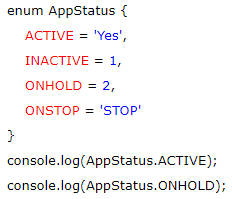 enum AppStatus {
ACTIVE = 'Yes',
INACTIVE = 1,
ONHOLD = 2,
ONSTOP = 'STOP'
}
console.log(AppStatus.ACTIVE);
console.log(AppStatus.ONHOLD);